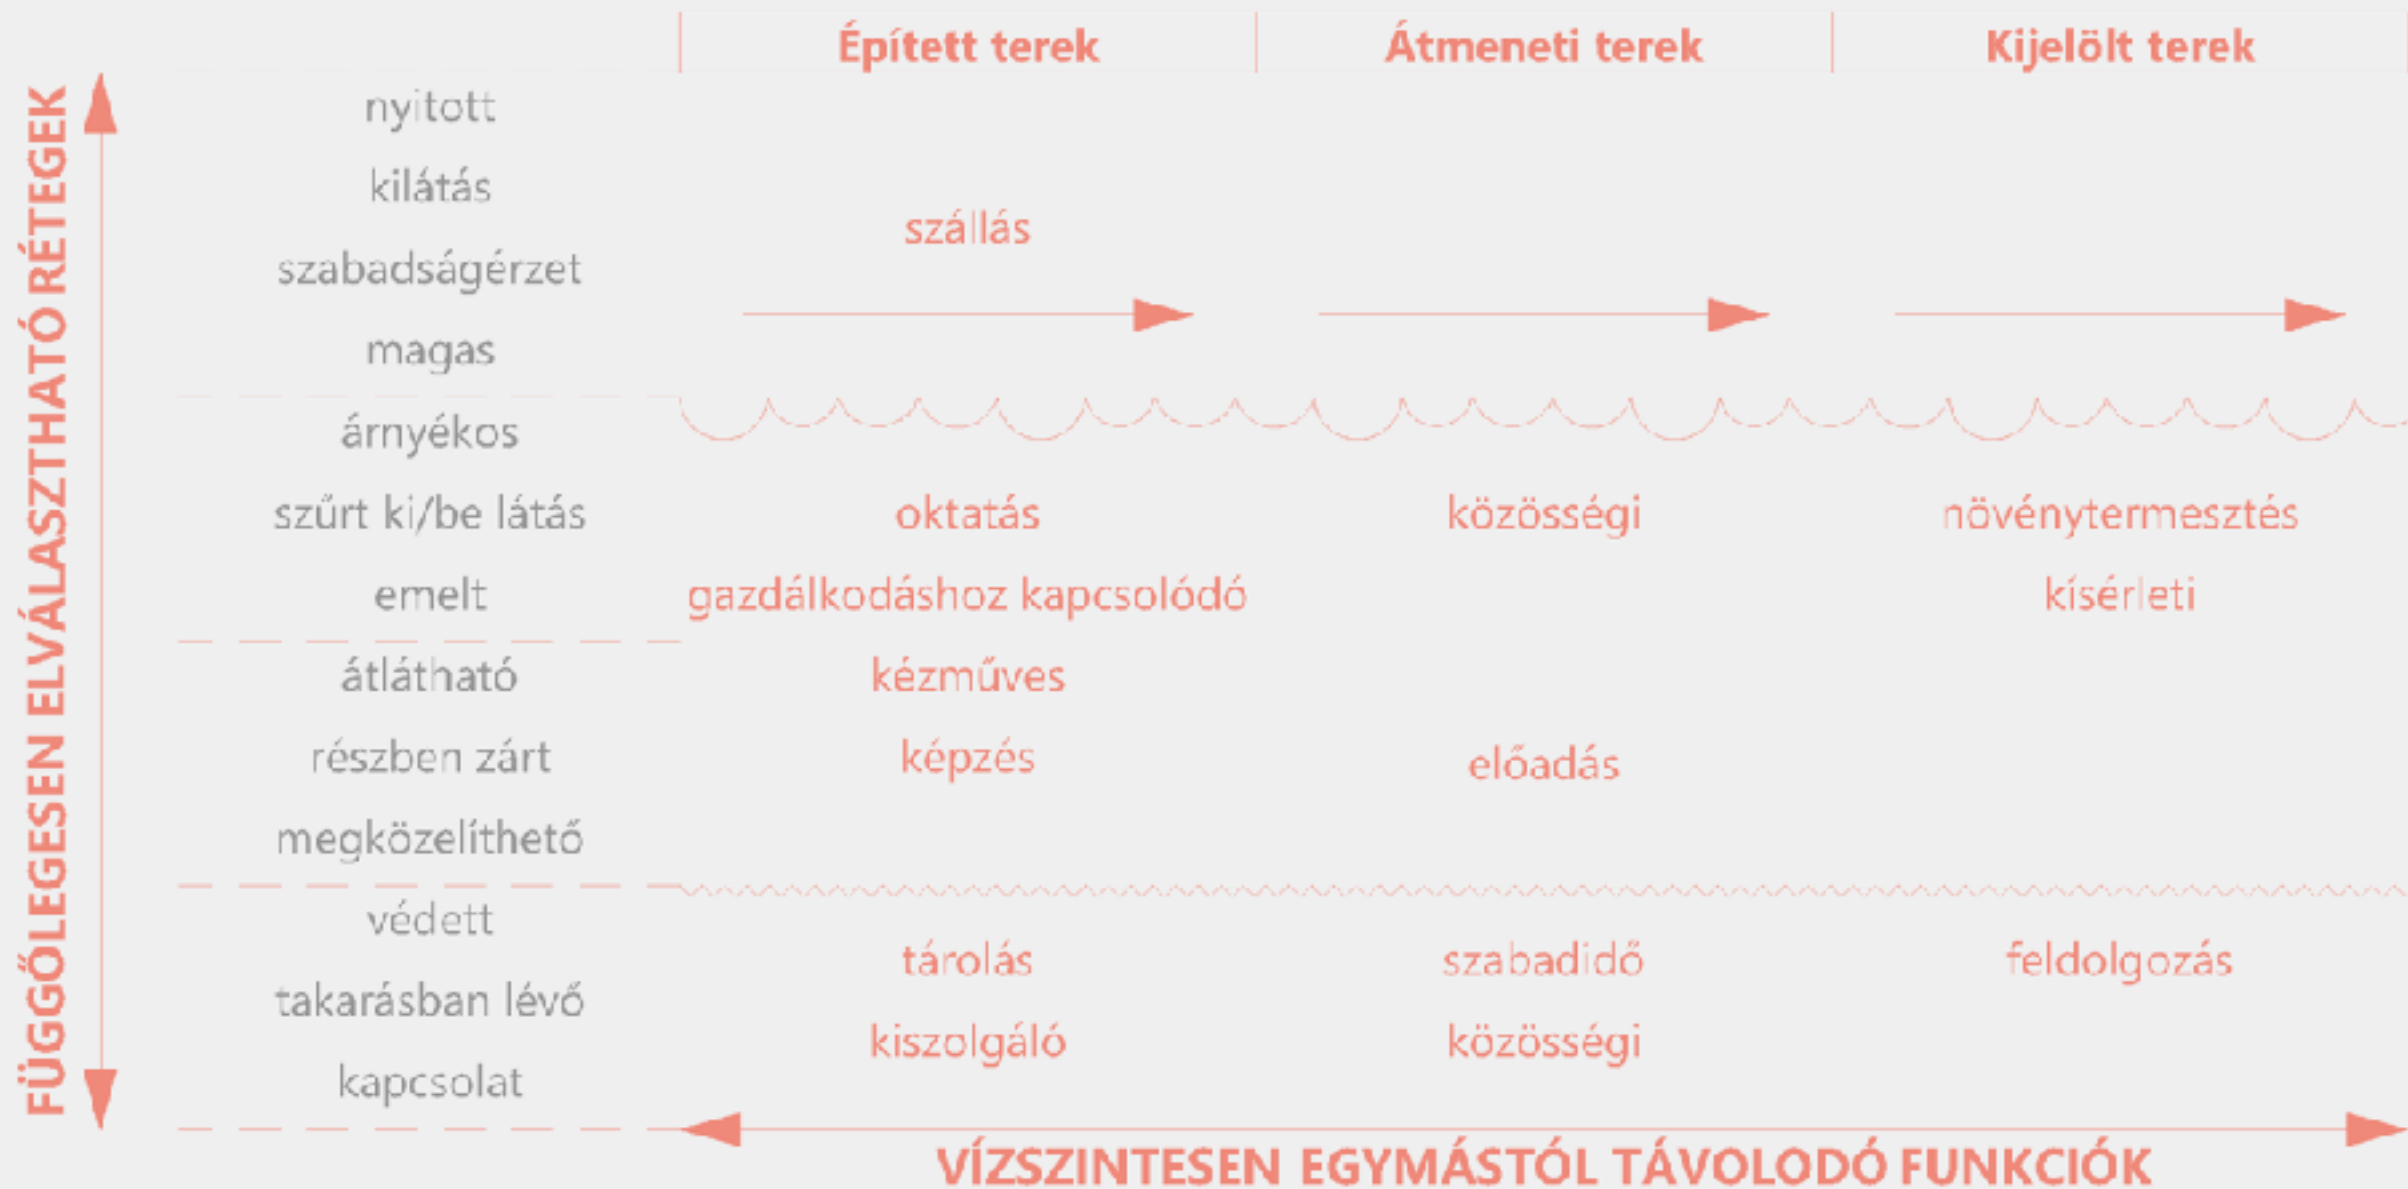 Épített terek Átmeneti terek Kijelölt terek
FÜGGŐLEGESEN ELVÁLASZTHATÓ RÉTEGEK
nyitott
kilátás
szállás
szabadságérzet
magas
árnyékos
szűrt ki/be látás oktatás közösségi növénytermesztés
emelt gazdálkodáshoz kapcsolódó kísérleti
átlátható kézműves
részben zárt képzés előadás
megközelíthető
védett
tárolás szabadidő feldolgozás
takarásban lévő
kiszolgáló közösségi
kapcsolat
VÍZSZINTESEN EGYMÁSTÓL TÁVOLODÓ FUNKCIÓK